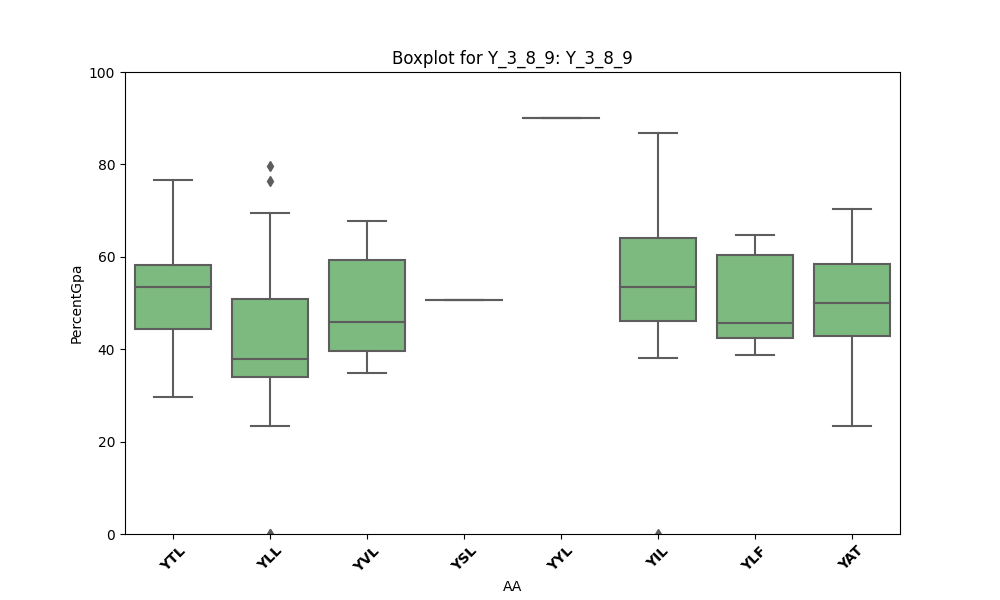 Boxplot for Y_3_8_9: Y_3_8_9
100
80
60
40
20
0
PercentGpa
YTL
YLL
YVL
YSL
YYL
YIL
YLF
YAT
AA